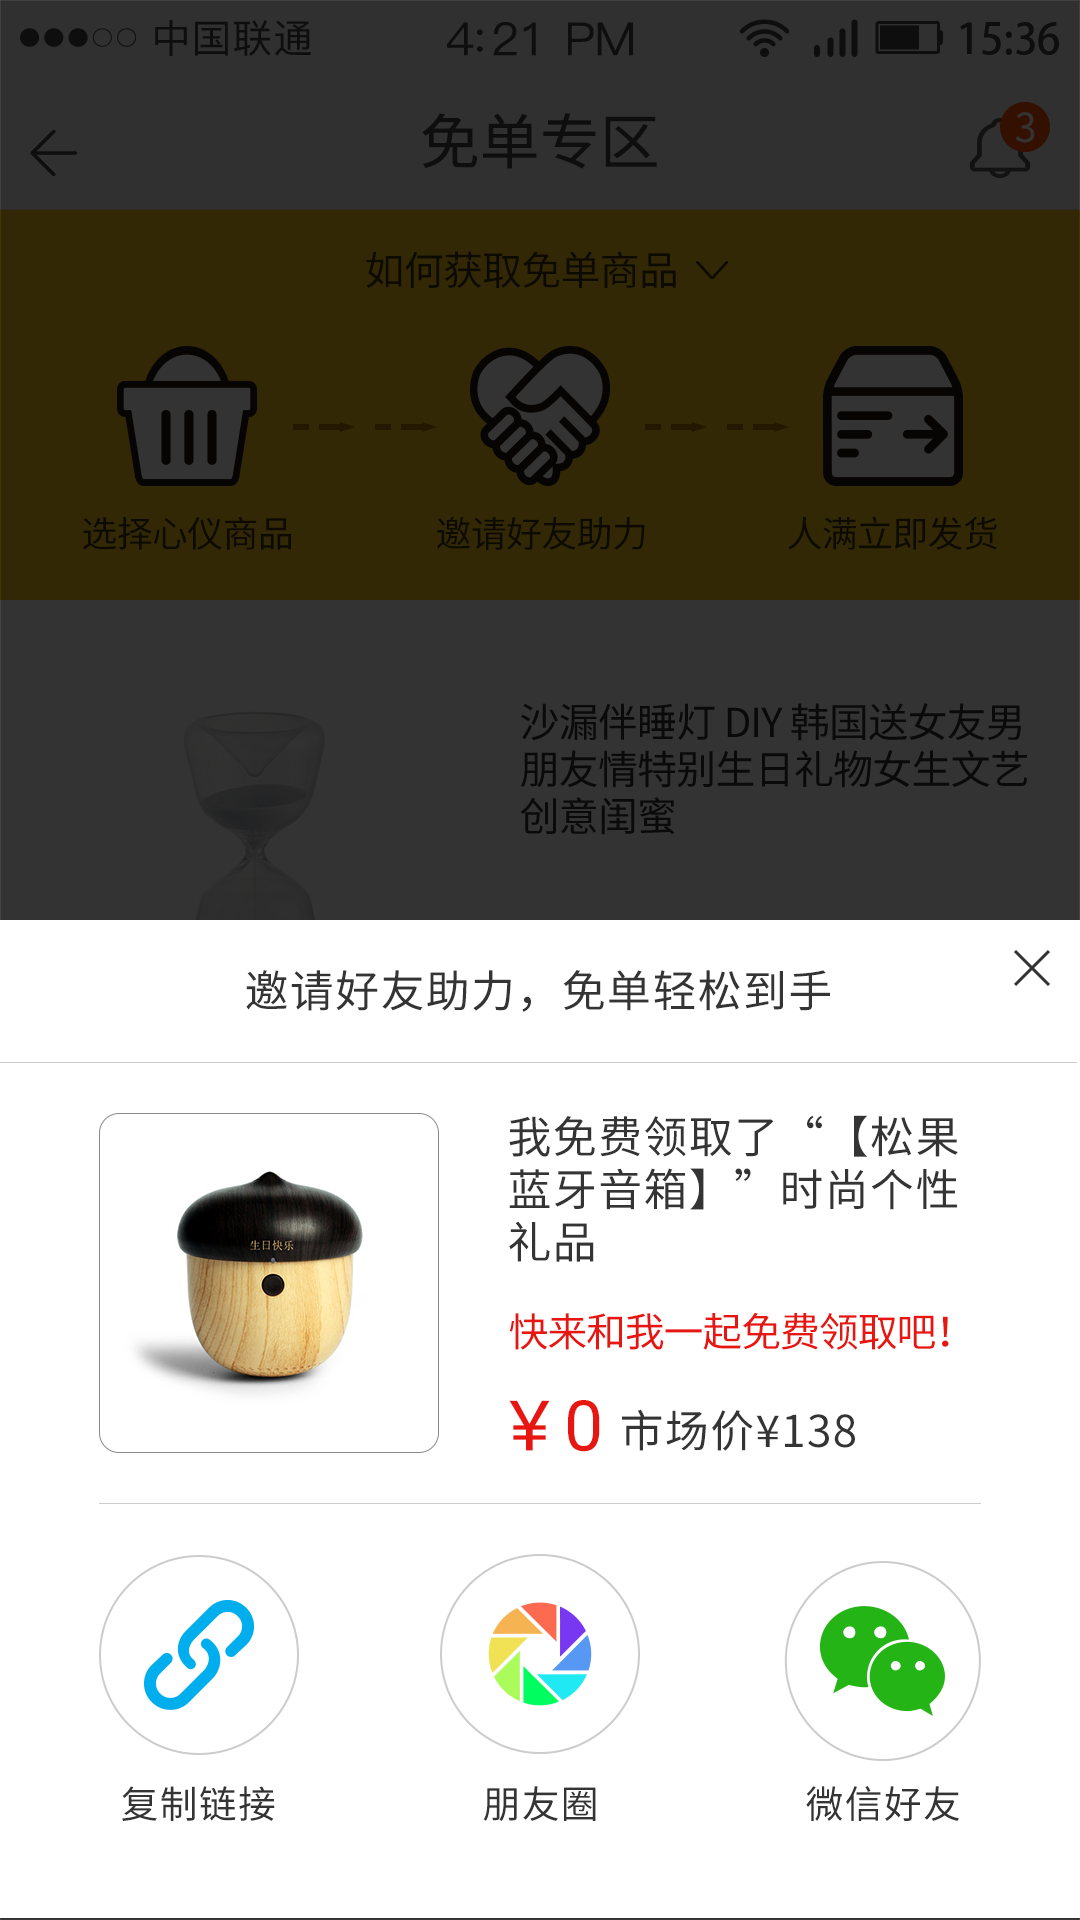 中国联通 4:21 PM 15:36
免单专区 3
如何获取免单商品
选择心仪商品 邀请好友助力 人满立即发货
沙漏伴睡灯 DIY 韩国送女友男
朋友情特别生日礼物女生文艺
创意闺蜜
邀请好友助力，免单轻松到手
生日快乐
我免费领取了“【松果
蓝牙音箱】”时尚个性
礼品
快来和我一起免费领取吧！
¥ 0 市场价¥138
复制链接 朋友圈 微信好友